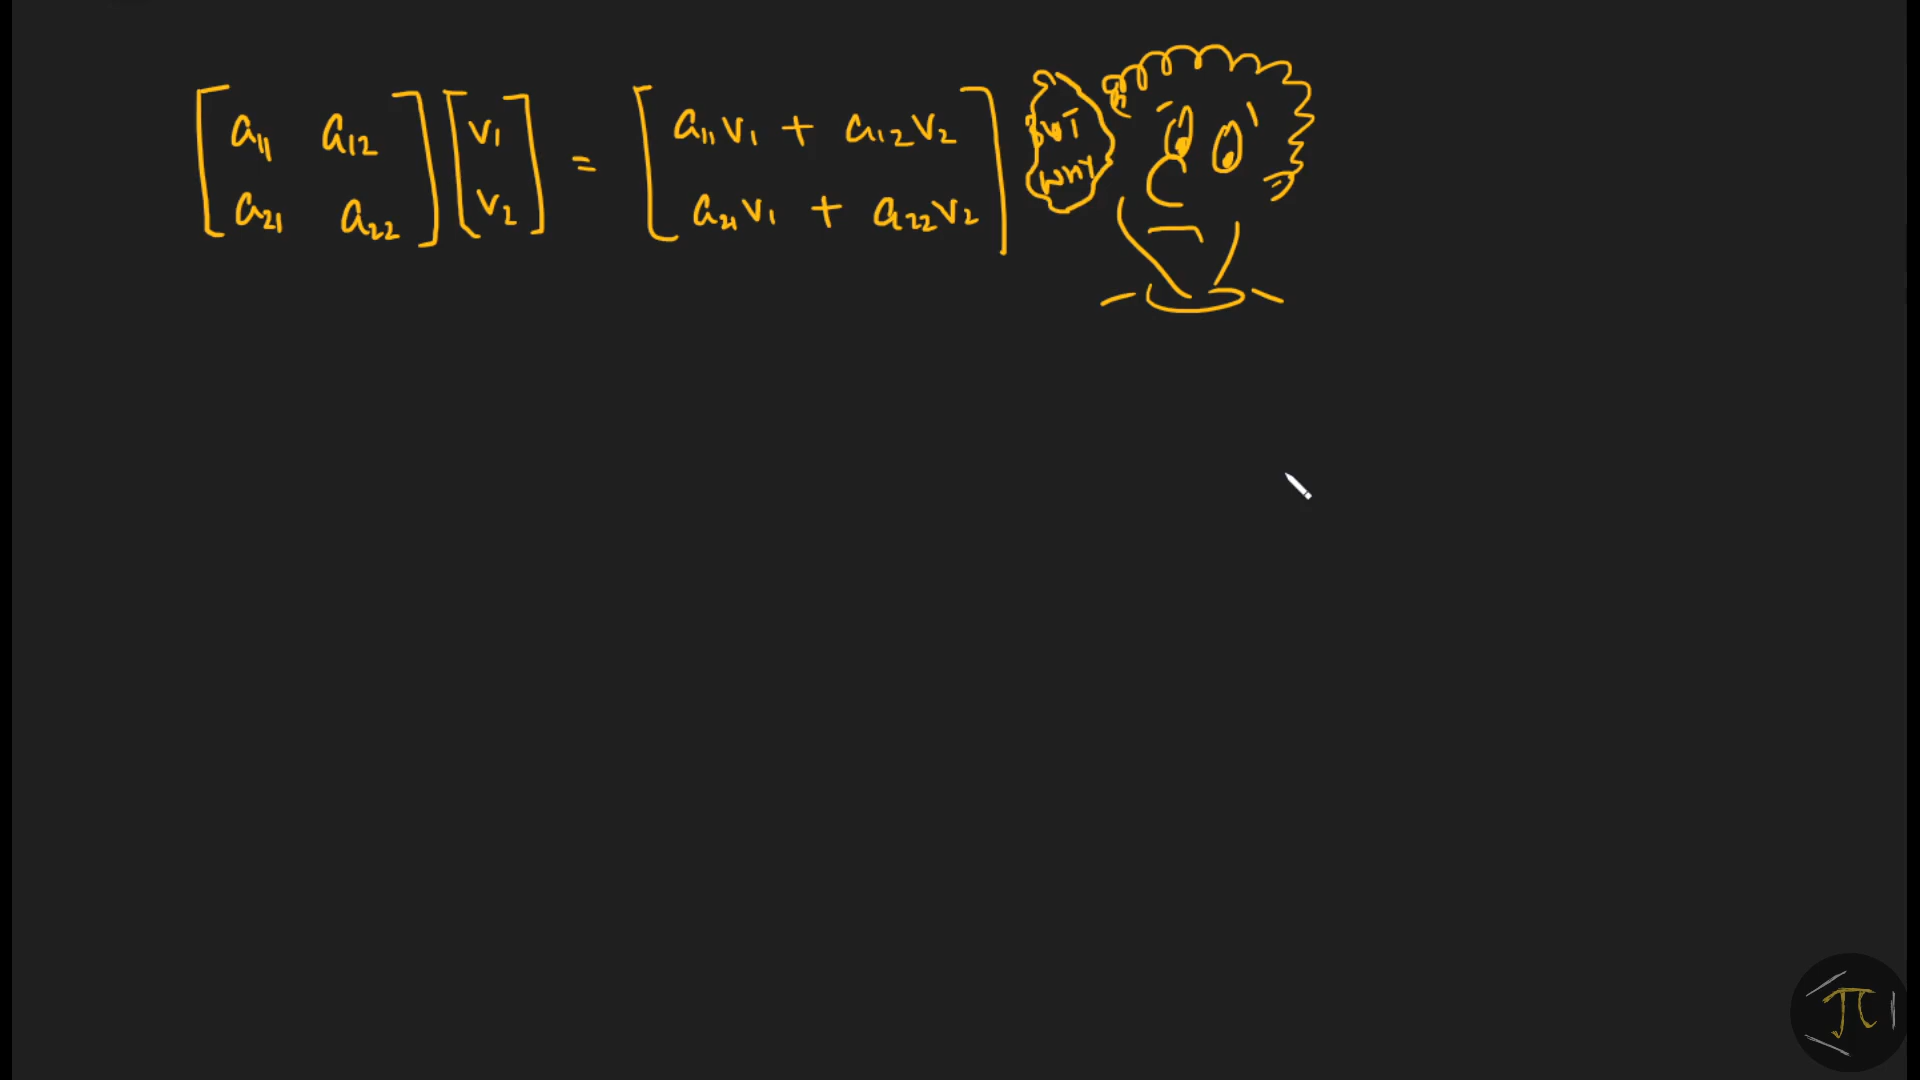 [a₁₁ a₁₂] [v₁] = [a₁₁v₁ + a₁₂v₂]
[a₂₁ a₂₂] [v₂] [a₂₁v₁ + a₂₂v₂]
BUT
WHY
π